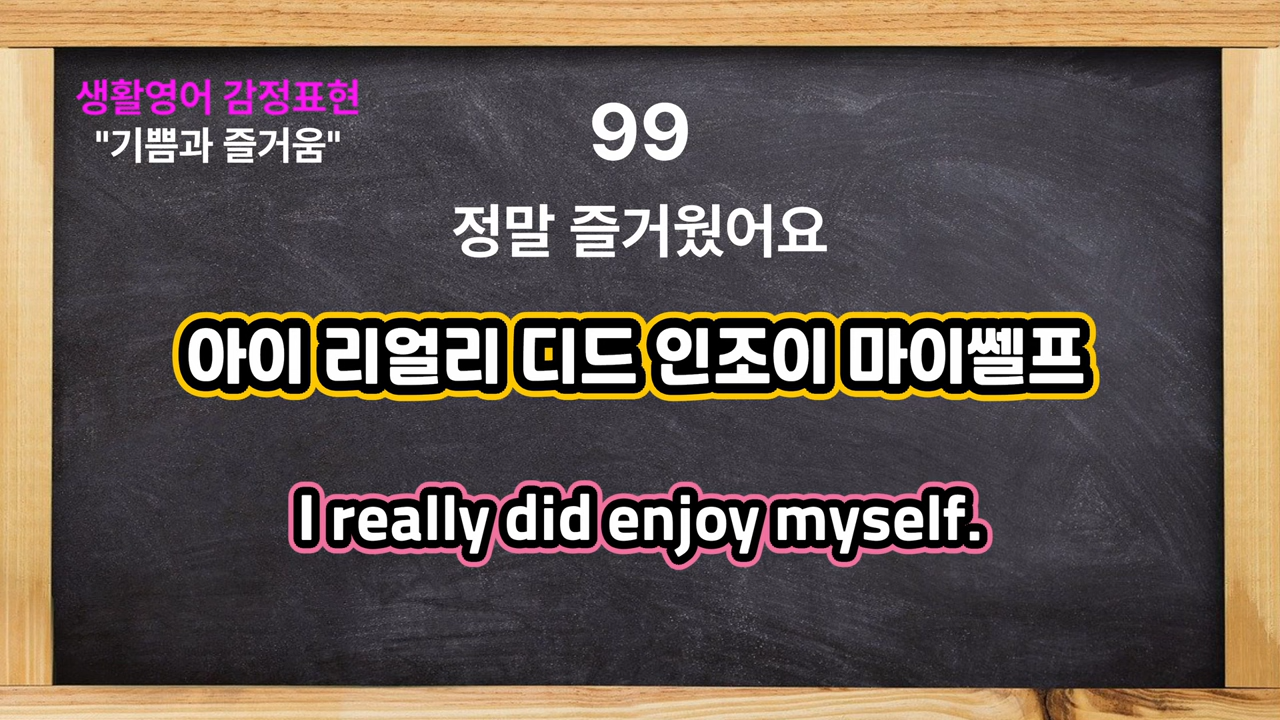 생활영어 감정표현
"기쁨과 즐거움"
99
정말 즐거웠어요
아이 리얼리 디드 인조이 마이쎌프
I really did enjoy myself.